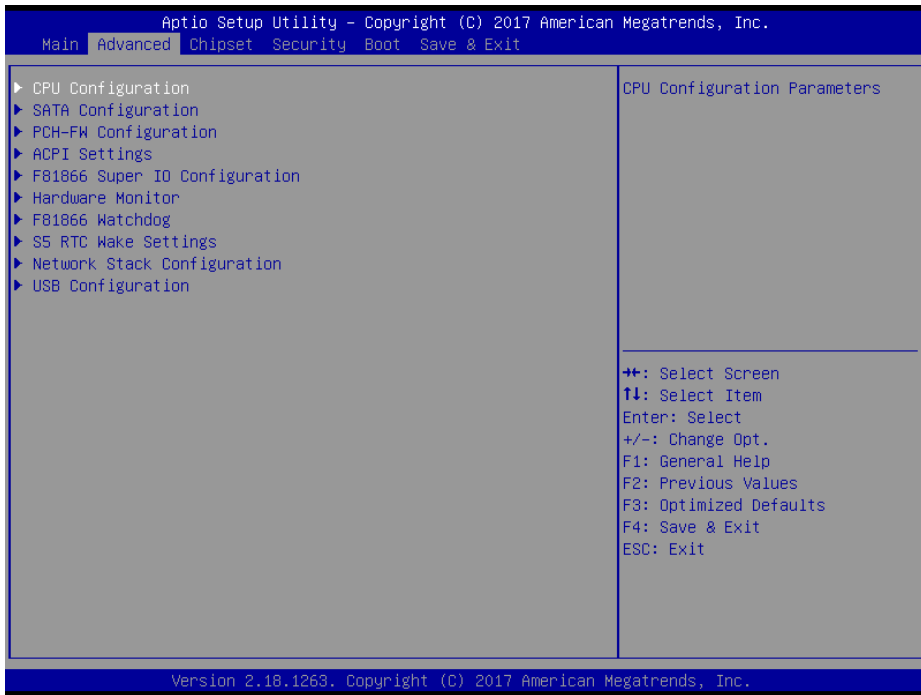 Aptio Setup Utility – Copyright (C) 2017 American Megatrends, Inc.
Main Advanced Chipset Security Boot Save & Exit
▶ CPU Configuration
▶ SATA Configuration
▶ PCH-FW Configuration
▶ ACPI Settings
▶ F81866 Super IO Configuration
▶ Hardware Monitor
▶ F81866 Watchdog
▶ S5 RTC Wake Settings
▶ Network Stack Configuration
▶ USB Configuration
CPU Configuration Parameters
→←: Select Screen
↑↓: Select Item
Enter: Select
+/-: Change Opt.
F1: General Help
F2: Previous Values
F3: Optimized Defaults
F4: Save & Exit
ESC: Exit
Version 2.18.1263. Copyright (C) 2017 American Megatrends, Inc.